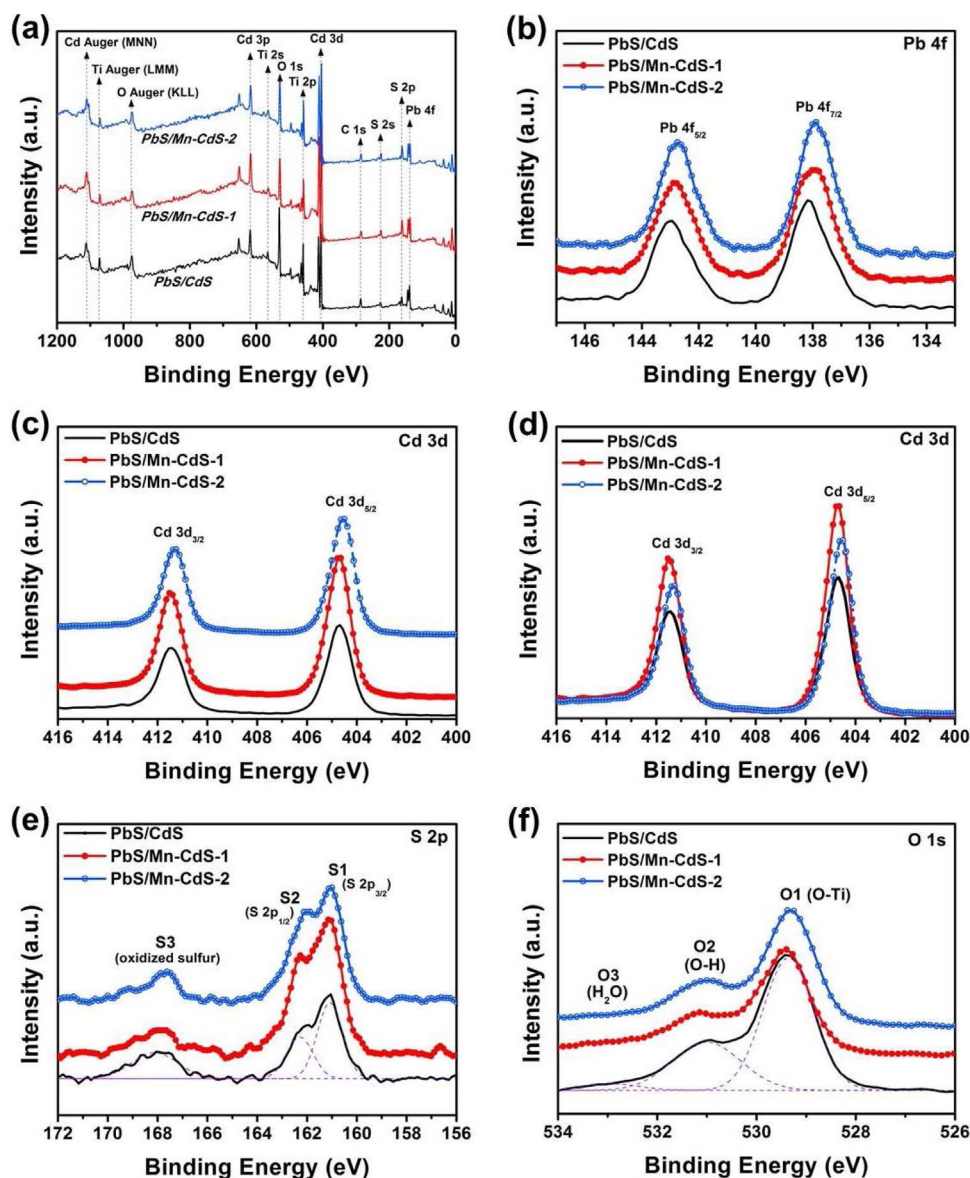 (a)
Cd Auger (MNN)
Ti Auger (LMM)
O Auger (KLL)
Cd 3p
Ti 2s
O 1s
Ti 2p
Cd 3d
C 1s
S 2s
S 2p
Pb 4f
PbS/Mn-CdS-2
PbS/Mn-CdS-1
PbS/CdS
Intensity (a.u.)
1200 1000 800 600 400 200 0
Binding Energy (eV)
(b)
PbS/CdS
PbS/Mn-CdS-1
PbS/Mn-CdS-2
Pb 4f
Pb 4f5/2
Pb 4f7/2
Intensity (a.u.)
146 144 142 140 138 136 134
Binding Energy (eV)
(c)
PbS/CdS
PbS/Mn-CdS-1
PbS/Mn-CdS-2
Cd 3d
Cd 3d3/2
Cd 3d5/2
Intensity (a.u.)
416 414 412 410 408 406 404 402 400
Binding Energy (eV)
(d)
PbS/CdS
PbS/Mn-CdS-1
PbS/Mn-CdS-2
Cd 3d
Cd 3d3/2
Cd 3d5/2
Intensity (a.u.)
416 414 412 410 408 406 404 402 400
Binding Energy (eV)
(e)
PbS/CdS
PbS/Mn-CdS-1
PbS/Mn-CdS-2
S 2p
S1
(S 2p3/2)
S2
(S 2p1/2)
S3
(oxidized sulfur)
Intensity (a.u.)
172 170 168 166 164 162 160 158 156
Binding Energy (eV)
(f)
PbS/CdS
PbS/Mn-CdS-1
PbS/Mn-CdS-2
O 1s
O1 (O-Ti)
O2
(O-H)
O3
(H2O)
Intensity (a.u.)
534 532 530 528 526
Binding Energy (eV)